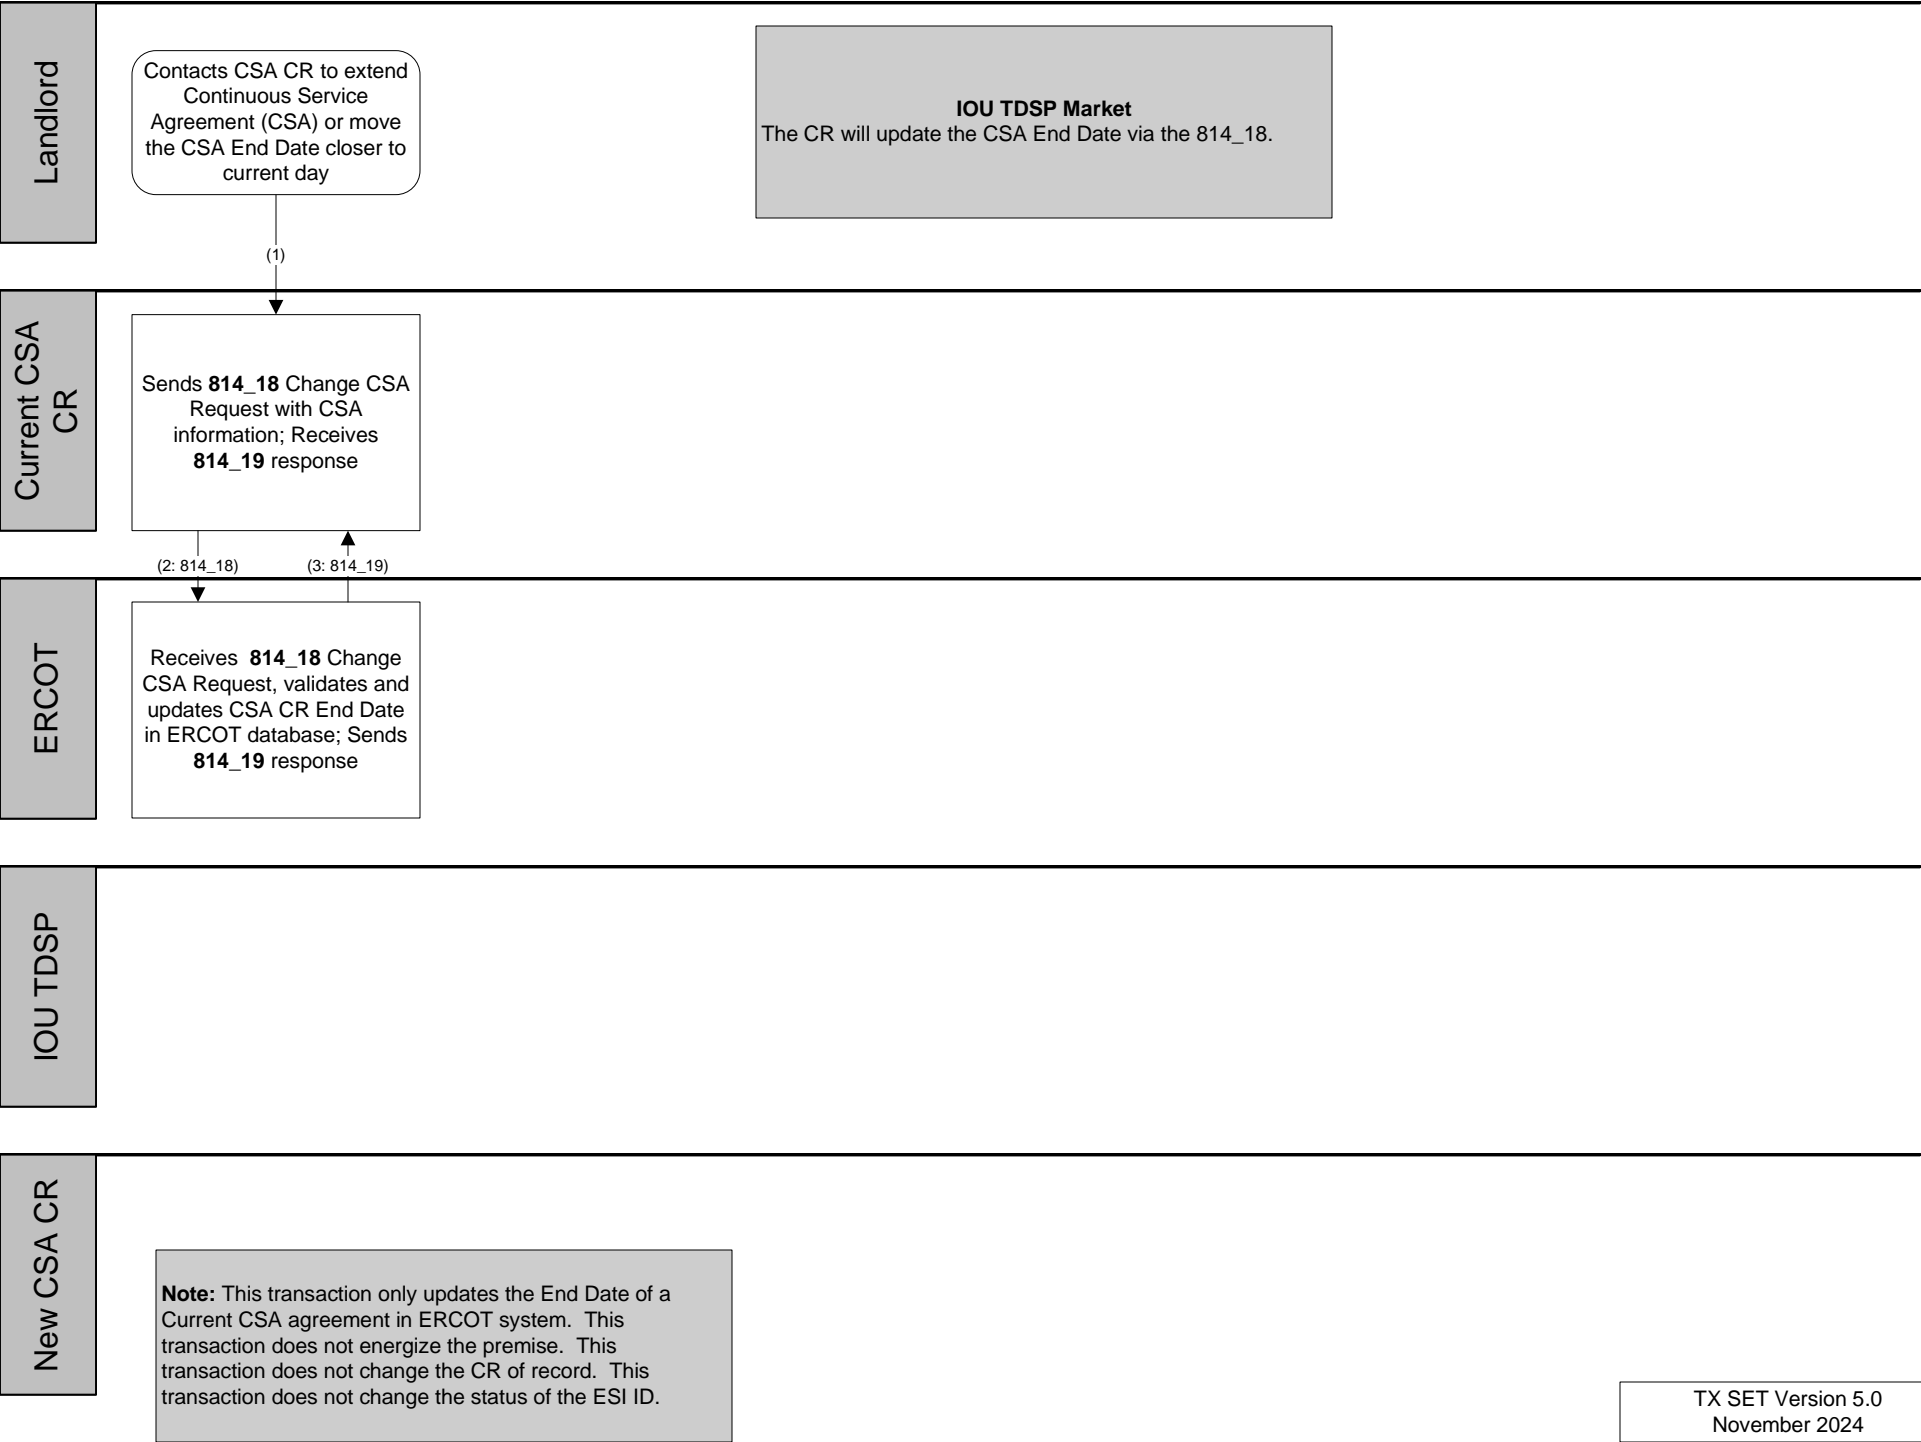 Landlord
Contacts CSA CR to extend
Continuous Service
Agreement (CSA) or move
the CSA End Date closer to
current day
IOU TDSP Market
The CR will update the CSA End Date via the 814_18.
(1)
Current CSA
CR
Sends 814_18 Change CSA
Request with CSA
information; Receives
814_19 response
(2: 814_18)
(3: 814_19)
ERCOT
Receives  814_18 Change
CSA Request, validates and
updates CSA CR End Date
in ERCOT database; Sends
814_19 response
IOU TDSP
New CSA CR
Note: This transaction only updates the End Date of a
Current CSA agreement in ERCOT system.  This
transaction does not energize the premise.  This
transaction does not change the CR of record.  This
transaction does not change the status of the ESI ID.
TX SET Version 5.0
November 2024